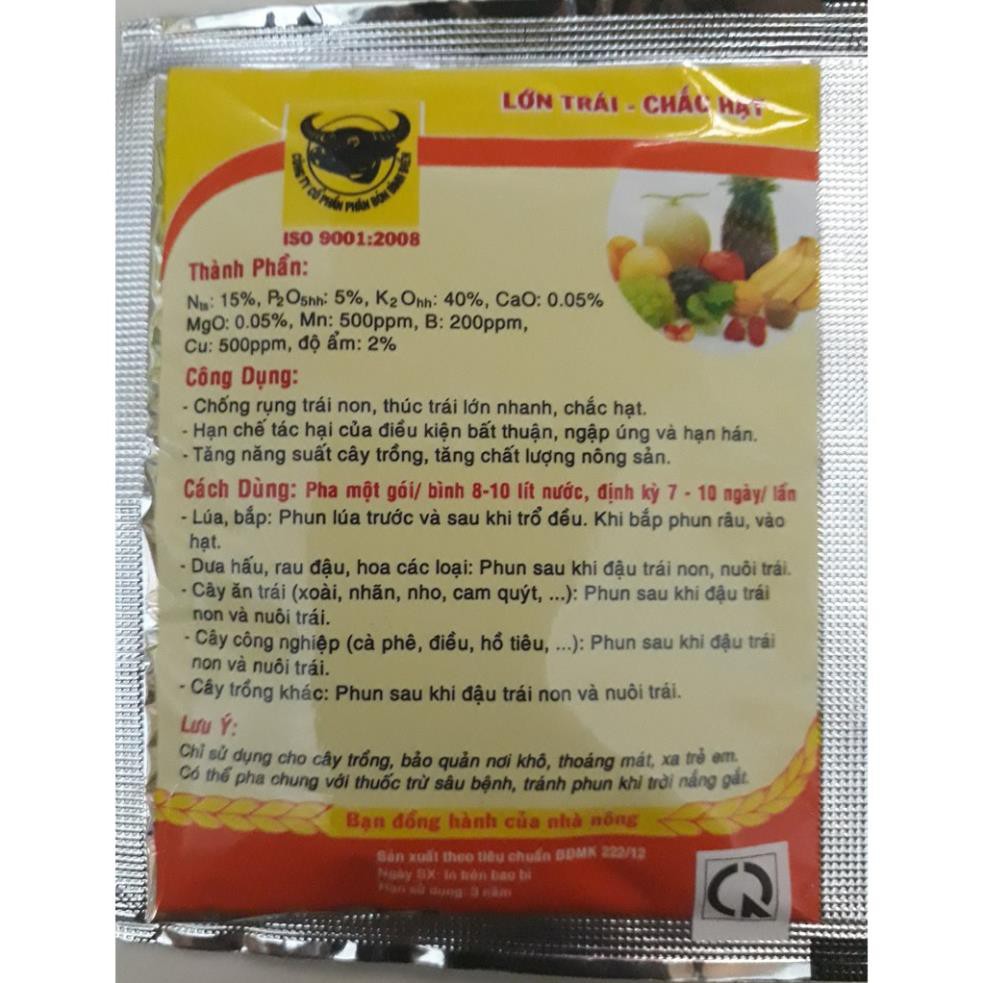 LỚN TRÁI - CHẮC HẠT
CÔNG TY CỔ PHẦN PHÂN BÓN
ISO 9001:2008
Thành Phần:
Nts: 15%, P2O5hh: 5%, K2Ohh: 40%, CaO: 0.05%
MgO: 0.05%, Mn: 500ppm, B: 200ppm,
Cu: 500ppm, độ ẩm: 2%
Công Dụng:
- Chống rụng trái non, thúc trái lớn nhanh, chắc hạt.
- Hạn chế tác hại của điều kiện bất thuận, ngập úng và hạn hán.
- Tăng năng suất cây trồng, tăng chất lượng nông sản.
Cách Dùng: Pha một gói/ bình 8-10 lít nước, định kỳ 7 - 10 ngày/ lần
- Lúa, bắp: Phun lúa trước và sau khi trổ đều. Khi bắp phun râu, vào
hạt.
- Dưa hấu, rau đậu, hoa các loại: Phun sau khi đậu trái non, nuôi trái.
- Cây ăn trái (xoài, nhãn, nho, cam quýt, ...): Phun sau khi đậu trái
non và nuôi trái.
- Cây công nghiệp (cà phê, điều, hồ tiêu, ...): Phun sau khi đậu trái
non và nuôi trái.
- Cây trồng khác: Phun sau khi đậu trái non và nuôi trái.
Lưu Ý:
Chỉ sử dụng cho cây trồng, bảo quản nơi khô, thoáng mát, xa trẻ em.
Có thể pha chung với thuốc trừ sâu bệnh, tránh phun khi trời nắng gắt.
Bạn đồng hành của nhà nông
Sản xuất theo tiêu chuẩn BĐMK 222/12
Ngày SX: In trên bao bì
Hạn sử dụng: 3 năm